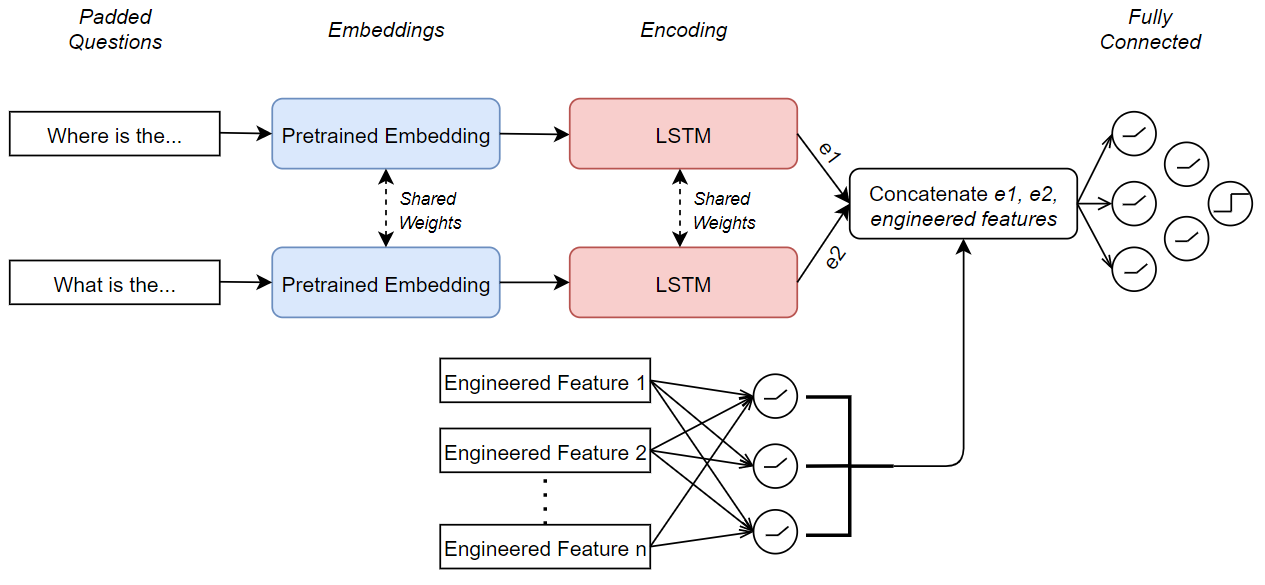 Padded
Questions
Embeddings
Encoding
Fully
Connected
Where is the...
Pretrained Embedding
LSTM
e1
Shared
Weights
Shared
Weights
Concatenate e1, e2,
engineered features
What is the...
Pretrained Embedding
LSTM
e2
Engineered Feature 1
Engineered Feature 2
Engineered Feature n